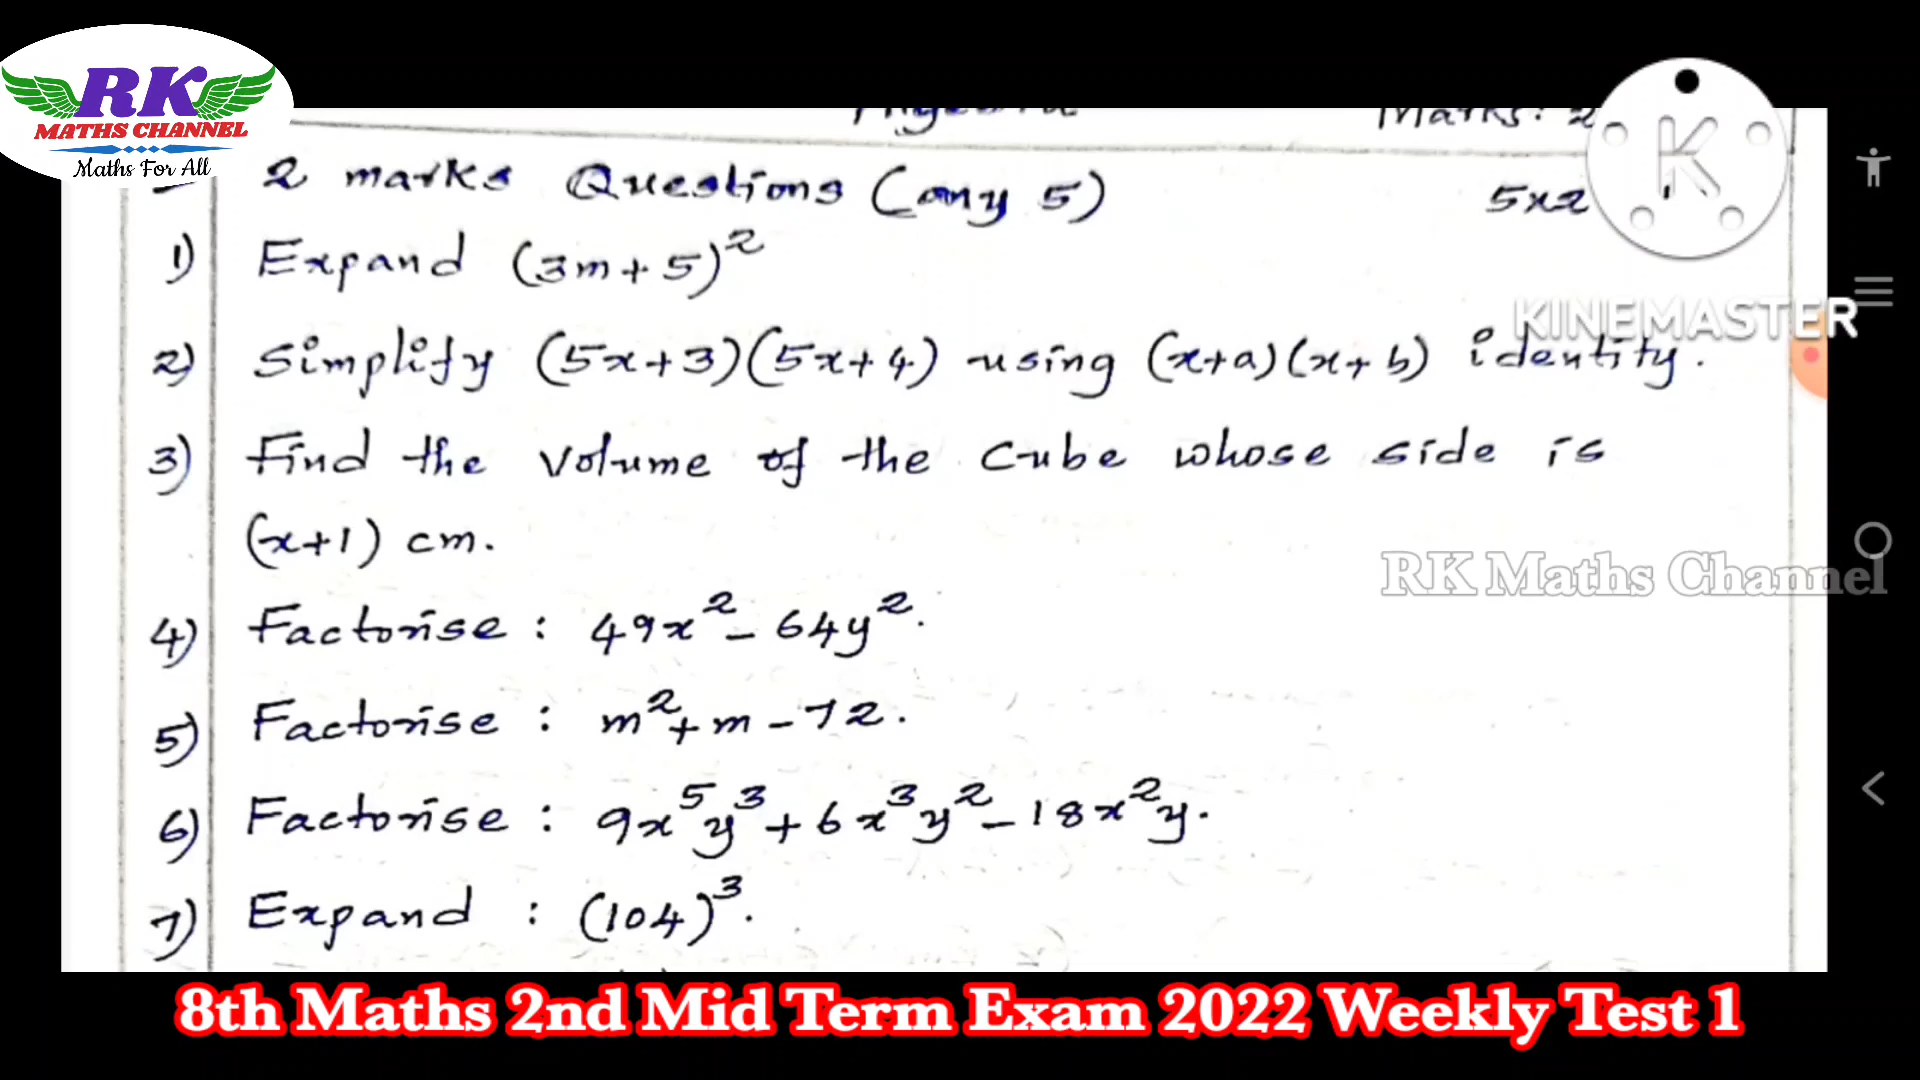 RK
MATHS CHANNEL
Maths For All
Algebra Marks: 2
2 marks Questions (any 5) 5x2
1) Expand (3m+5)²
KINEMASTER
2) Simplify (5x+3)(5x+4) using (x+a)(x+b) identity.
3) Find the volume of the cube whose side is
(x+1) cm.
RK Maths Channel
4) Factorise : 49x² - 64y².
5) Factorise : m² + m - 72.
6) Factorise : 9x⁵y³ + 6x³y² - 18x²y.
7) Expand : (104)³.
8th Maths 2nd Mid Term Exam 2022 Weekly Test 1